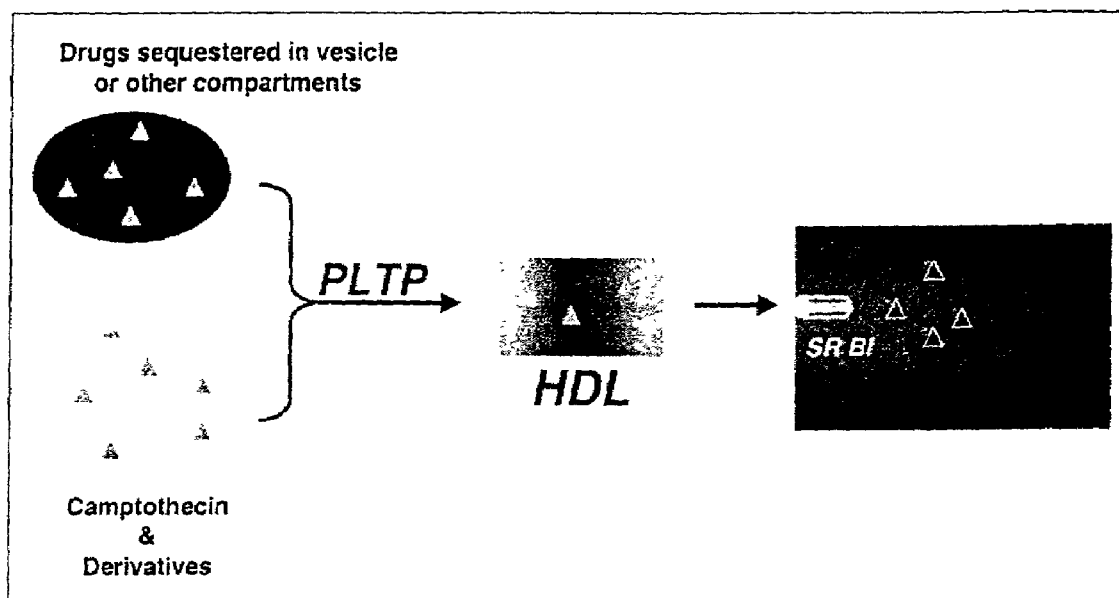 Drugs sequestered in vesicle
or other compartments
PLTP
HDL
SR BI
Camptothecin
&
Derivatives